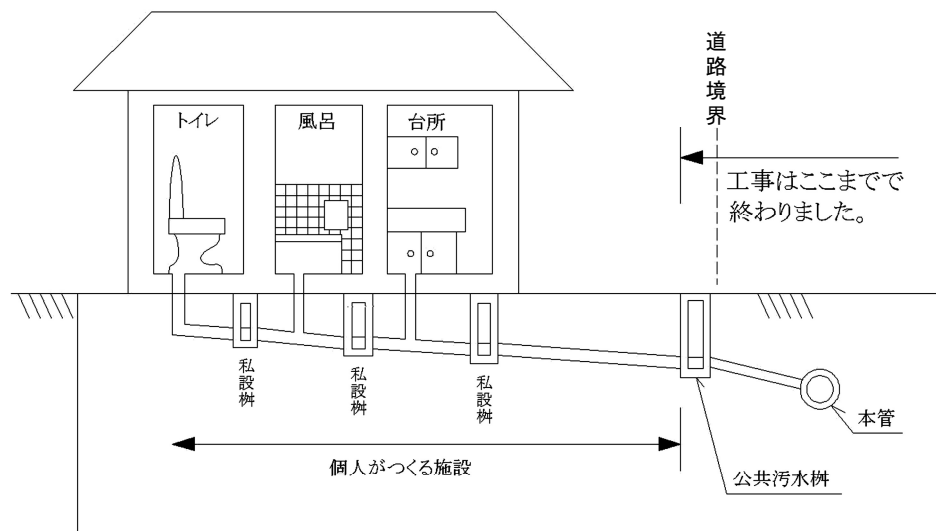 トイレ
風呂
台所
道路境界
工事はここまでで
終わりました。
私設桝
私設桝
私設桝
本管
個人がつくる施設
公共汚水桝